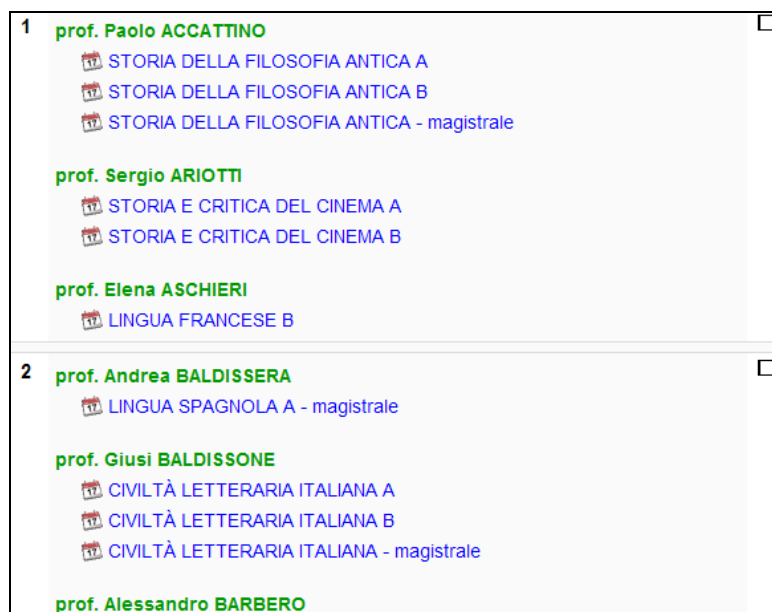 1 prof. Paolo ACCATTINO
STORIA DELLA FILOSOFIA ANTICA A
STORIA DELLA FILOSOFIA ANTICA B
STORIA DELLA FILOSOFIA ANTICA - magistrale
prof. Sergio ARIOTTI
STORIA E CRITICA DEL CINEMA A
STORIA E CRITICA DEL CINEMA B
prof. Elena ASCHIERI
LINGUA FRANCESE B
2 prof. Andrea BALDISSERA
LINGUA SPAGNOLA A - magistrale
prof. Giusi BALDISSONE
CIVILTÀ LETTERARIA ITALIANA A
CIVILTÀ LETTERARIA ITALIANA B
CIVILTÀ LETTERARIA ITALIANA - magistrale
prof. Alessandro BARBERO